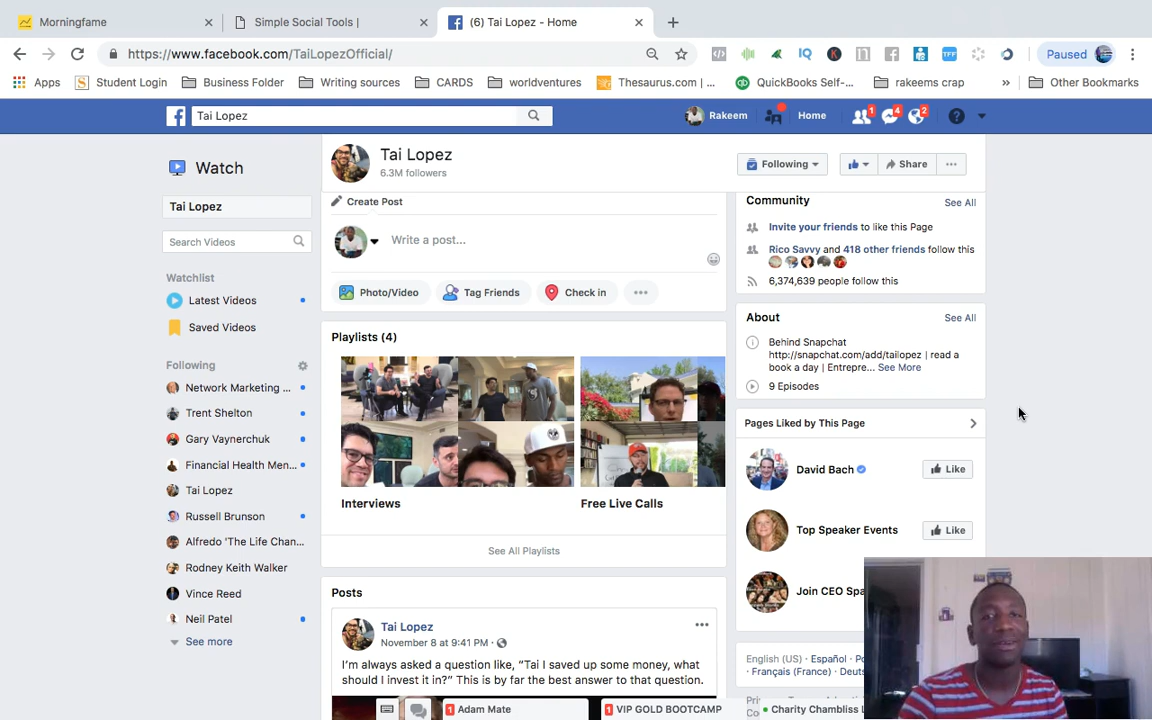 Morningfame
Simple Social Tools |
(6) Tai Lopez - Home
https://www.facebook.com/TaiLopezOfficial/
Paused
Apps
Student Login
Business Folder
Writing sources
CARDS
worldventures
Thesaurus.com |...
QuickBooks Self-...
rakeems crap
»
Other Bookmarks
Tai Lopez
Rakeem
Home
1
4
2
Watch
Tai Lopez
Search Videos
Watchlist
Latest Videos
Saved Videos
Following
Network Marketing ...
Trent Shelton
Gary Vaynerchuk
Financial Health Men...
Tai Lopez
Russell Brunson
Alfredo 'The Life Chan...
Rodney Keith Walker
Vince Reed
Neil Patel
See more
Tai Lopez
6.3M followers
Following
Share
Create Post
Write a post...
Photo/Video
Tag Friends
Check in
Playlists (4)
Interviews
Free Live Calls
See All Playlists
Posts
Tai Lopez
November 8 at 9:41 PM ·
I'm always asked a question like, "Tai I saved up some money, what
should I invest it in?" This is by far the best answer to that question.
Community
See All
Invite your friends to like this Page
Rico Savvy and 418 other friends follow this
6,374,639 people follow this
About
See All
Behind Snapchat
http://snapchat.com/add/tailopez | read a
book a day | Entrepre... See More
9 Episodes
Pages Liked by This Page
David Bach
Like
Top Speaker Events
Like
Join CEO Spa
English (US) · Español ·
Français (France) ·
1 Adam Mate
1 VIP GOLD BOOTCAMP
Charity Chambliss